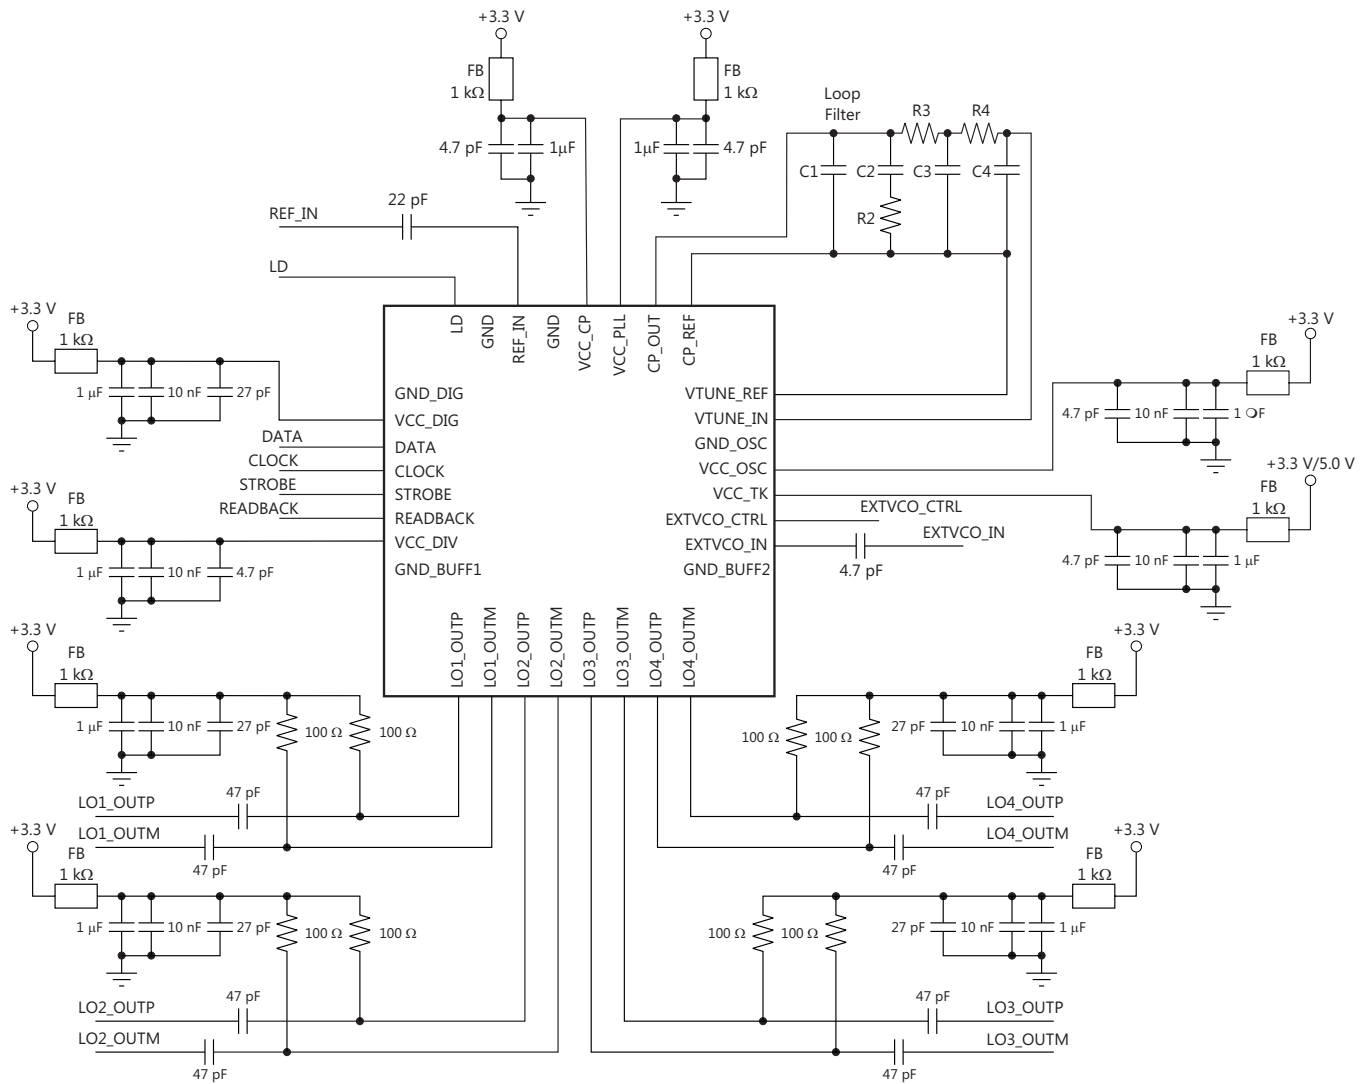 +3.3 V
+3.3 V
FB
1 kΩ
FB
1 kΩ
4.7 pF
1μF
1μF
4.7 pF
Loop
Filter
R3
R4
C1
C2
C3
C4
R2
REF_IN
22 pF
LD
LD
GND
REF_IN
GND
VCC_CP
VCC_PLL
CP_OUT
CP_REF
+3.3 V
FB
1 kΩ
1 μF
10 nF
27 pF
DATA
CLOCK
STROBE
READBACK
+3.3 V
FB
1 kΩ
1 μF
10 nF
4.7 pF
GND_DIG
VCC_DIG
DATA
CLOCK
STROBE
READBACK
VCC_DIV
GND_BUFF1
VTUNE_REF
VTUNE_IN
GND_OSC
VCC_OSC
VCC_TK
EXTVCO_CTRL
EXTVCO_IN
GND_BUFF2
+3.3 V
FB
1 kΩ
4.7 pF
10 nF
1 ❍F
+3.3 V/5.0 V
FB
1 kΩ
4.7 pF
10 nF
1 μF
EXTVCO_CTRL
EXTVCO_IN
4.7 pF
LO1_OUTP
LO1_OUTM
LO2_OUTP
LO2_OUTM
LO3_OUTP
LO3_OUTM
LO4_OUTP
LO4_OUTM
+3.3 V
FB
1 kΩ
1 μF
10 nF
27 pF
100 Ω
100 Ω
LO1_OUTP
47 pF
LO1_OUTM
47 pF
+3.3 V
FB
1 kΩ
100 Ω
100 Ω
27 pF
10 nF
1 μF
47 pF
LO4_OUTP
LO4_OUTM
47 pF
+3.3 V
FB
1 kΩ
1 μF
10 nF
27 pF
100 Ω
100 Ω
LO2_OUTP
47 pF
LO2_OUTM
47 pF
+3.3 V
FB
1 kΩ
100 Ω
100 Ω
27 pF
10 nF
1 μF
47 pF
LO3_OUTP
LO3_OUTM
47 pF